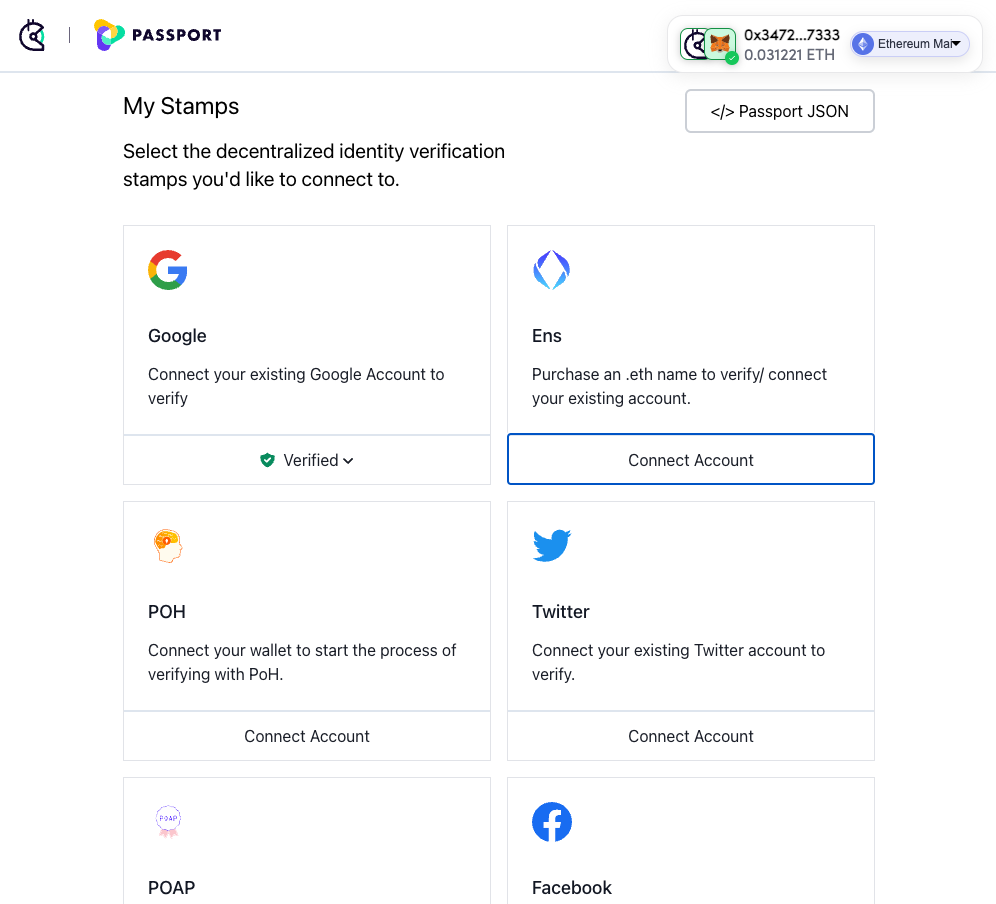 PASSPORT
0x3472...7333
0.031221 ETH
Ethereum Mai
My Stamps
</> Passport JSON
Select the decentralized identity verification
stamps you'd like to connect to.
Google
Connect your existing Google Account to
verify
Verified
Ens
Purchase an .eth name to verify/ connect
your existing account.
Connect Account
POH
Connect your wallet to start the process of
verifying with PoH.
Connect Account
Twitter
Connect your existing Twitter account to
verify.
Connect Account
POAP
POAP
Facebook